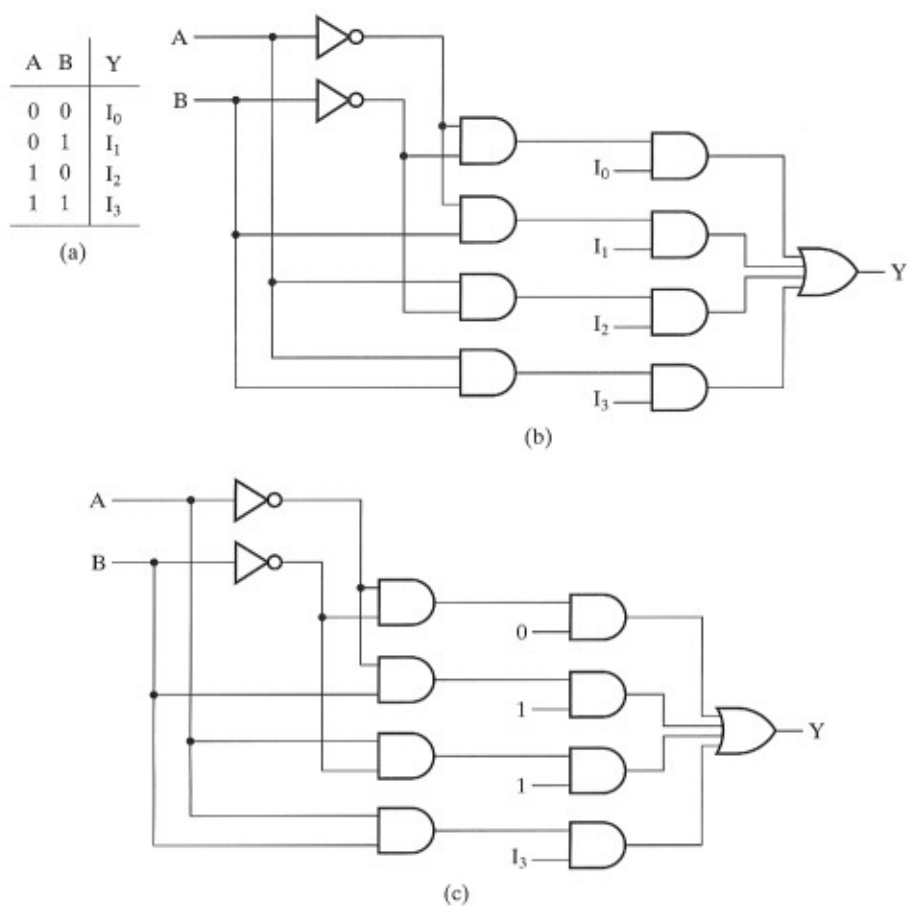 A B Y
0 0 I₀
0 1 I₁
1 0 I₂
1 1 I₃
(a)
A
B
I₀
I₁
Y
I₂
I₃
(b)
A
B
0
1
Y
1
I₃
(c)